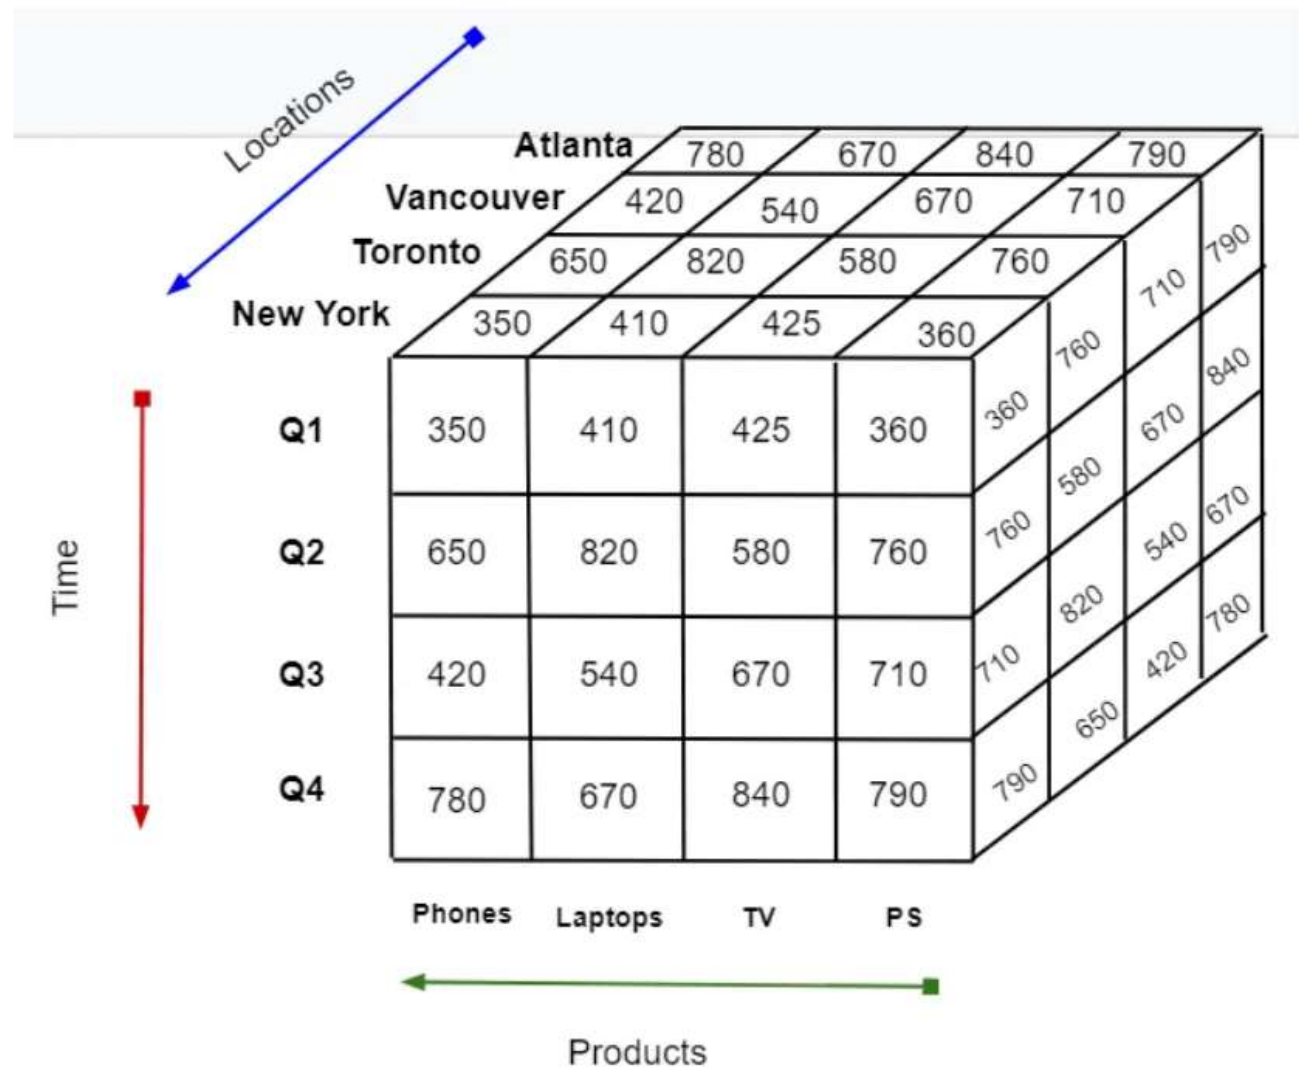 Locations
Atlanta 780 670 840 790
Vancouver 420 540 670 710
Toronto 650 820 580 760
New York 350 410 425 360
Time
Q1 350 410 425 360
Q2 650 820 580 760
Q3 420 540 670 710
Q4 780 670 840 790
360 760 710 790
760 580 670 840
710 820 540 670
790 650 420 780
Phones Laptops TV PS
Products